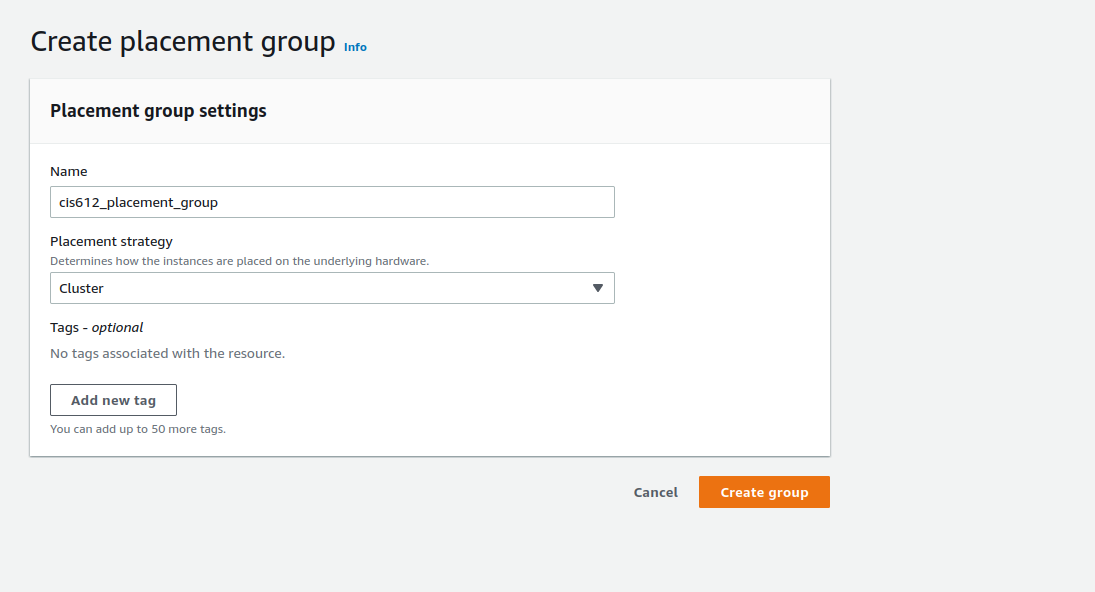 Create placement group Info
Placement group settings
Name
cis612_placement_group
Placement strategy
Determines how the instances are placed on the underlying hardware.
Cluster
Tags - optional
No tags associated with the resource.
Add new tag
You can add up to 50 more tags.
Cancel Create group